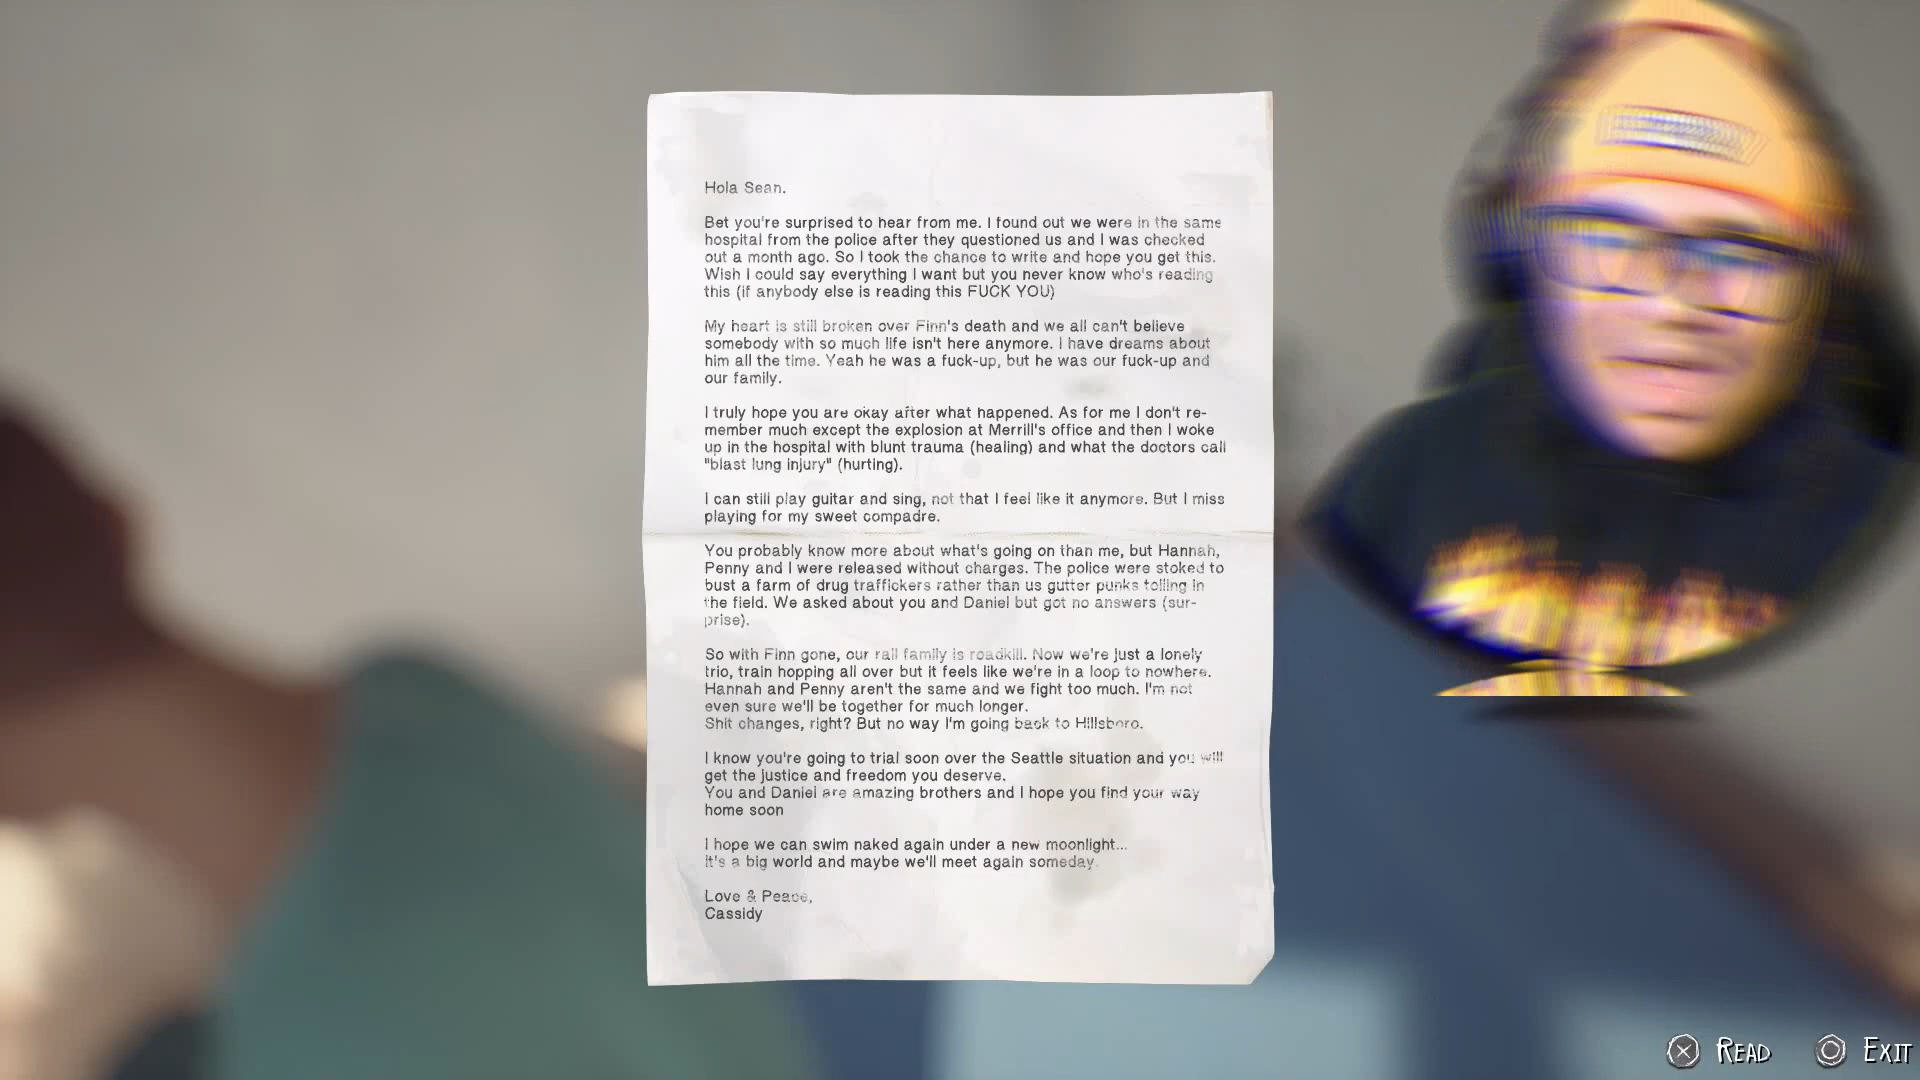 Hola Sean.
Bet you're surprised to hear from me. I found out we were in the same
hospital from the police after they questioned us and I was checked
out a month ago. So I took the chance to write and hope you get this.
Wish I could say everything I want but you never know who's reading
this (if anybody else is reading this FUCK YOU)
My heart is still broken over Finn's death and we all can't believe
somebody with so much life isn't here anymore. I have dreams about
him all the time. Yeah he was a fuck-up, but he was our fuck-up and
our family.
I truly hope you are okay after what happened. As for me I don't re-
member much except the explosion at Merrill's office and then I woke
up in the hospital with blunt trauma (healing) and what the doctors call
"blast lung injury" (hurting).
I can still play guitar and sing, not that I feel like it anymore. But I miss
playing for my sweet compadre.
You probably know more about what's going on than me, but Hannah,
Penny and I were released without charges. The police were stoked to
bust a farm of drug traffickers rather than us gutter punks toiling in
the field. We asked about you and Daniel but got no answers (sur-
prise).
So with Finn gone, our rail family is roadkill. Now we're just a lonely
trio, train hopping all over but it feels like we're in a loop to nowhere.
Hannah and Penny aren't the same and we fight too much. I'm not
even sure we'll be together for much longer.
Shit changes, right? But no way I'm going back to Hillsboro.
I know you're going to trial soon over the Seattle situation and you will
get the justice and freedom you deserve.
You and Daniel are amazing brothers and I hope you find your way
home soon
I hope we can swim naked again under a new moonlight...
It's a big world and maybe we'll meet again someday.
Love & Peace,
Cassidy
READ
EXIT